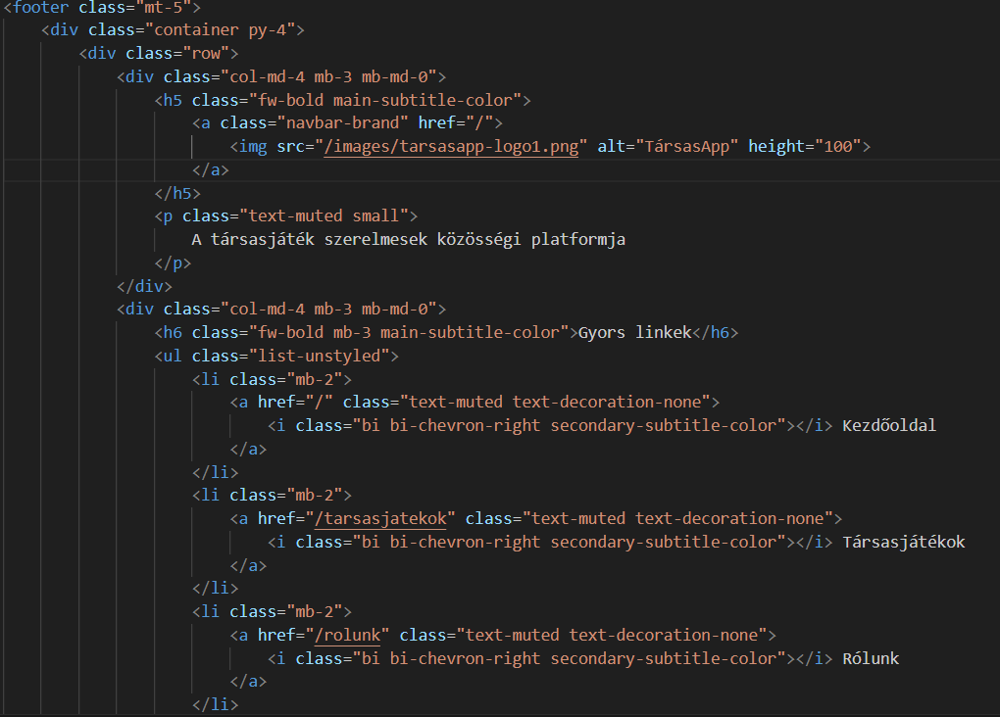 <footer class="mt-5">
<div class="container py-4">
<div class="row">
<div class="col-md-4 mb-3 mb-md-0">
<h5 class="fw-bold main-subtitle-color">
<a class="navbar-brand" href="/">
<img src="/images/tarsasapp-logo1.png" alt="TársasApp" height="100">
</a>
</h5>
<p class="text-muted small">
A társasjáték szerelmesek közösségi platformja
</p>
</div>
<div class="col-md-4 mb-3 mb-md-0">
<h6 class="fw-bold mb-3 main-subtitle-color">Gyors linkek</h6>
<ul class="list-unstyled">
<li class="mb-2">
<a href="/" class="text-muted text-decoration-none">
<i class="bi bi-chevron-right secondary-subtitle-color"></i> Kezdőoldal
</a>
</li>
<li class="mb-2">
<a href="/tarsasjatekok" class="text-muted text-decoration-none">
<i class="bi bi-chevron-right secondary-subtitle-color"></i> Társasjátékok
</a>
</li>
<li class="mb-2">
<a href="/rolunk" class="text-muted text-decoration-none">
<i class="bi bi-chevron-right secondary-subtitle-color"></i> Rólunk
</a>
</li>